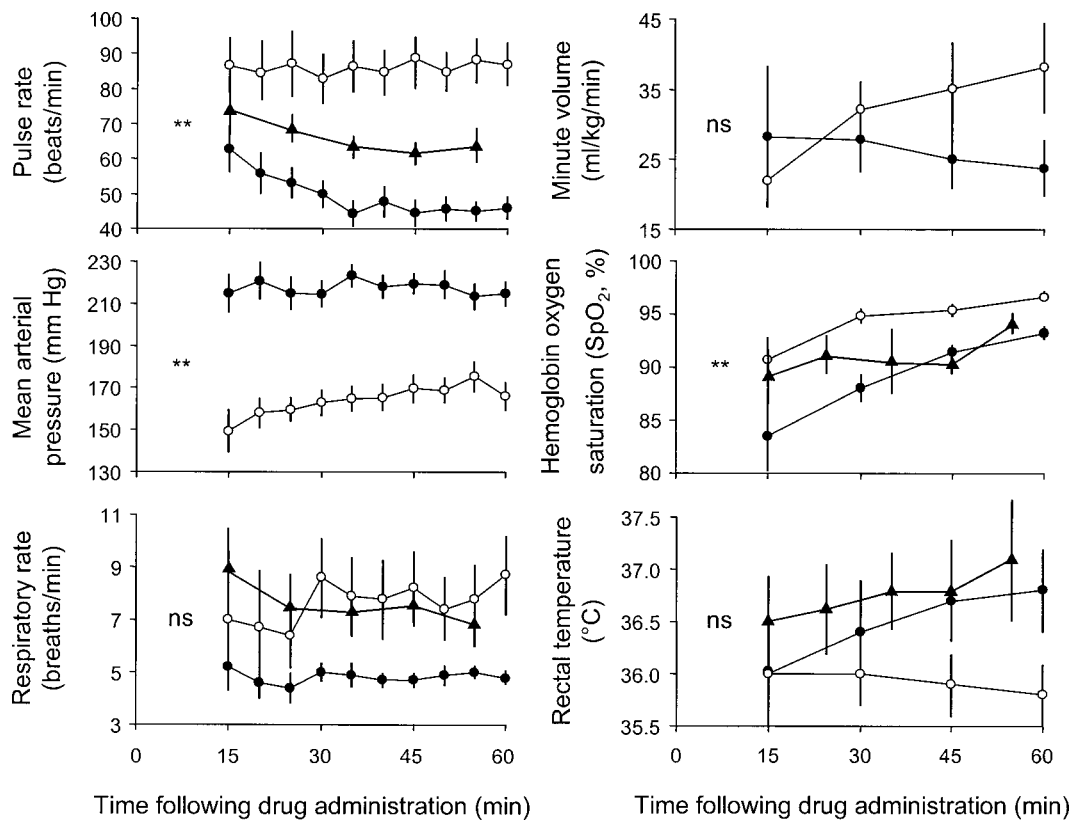 Pulse rate
(beats/min)
100
90
80
70
60
50
40
**
Minute volume
(ml/kg/min)
45
35
25
15
ns
Mean arterial
pressure (mm Hg)
230
210
190
170
150
130
**
Hemoglobin oxygen
saturation (SpO2, %)
100
95
90
85
80
**
Respiratory rate
(breaths/min)
11
9
7
5
3
ns
0 15 30 45 60
Time following drug administration (min)
Rectal temperature
(°C)
37.5
37.0
36.5
36.0
35.5
ns
0 15 30 45 60
Time following drug administration (min)